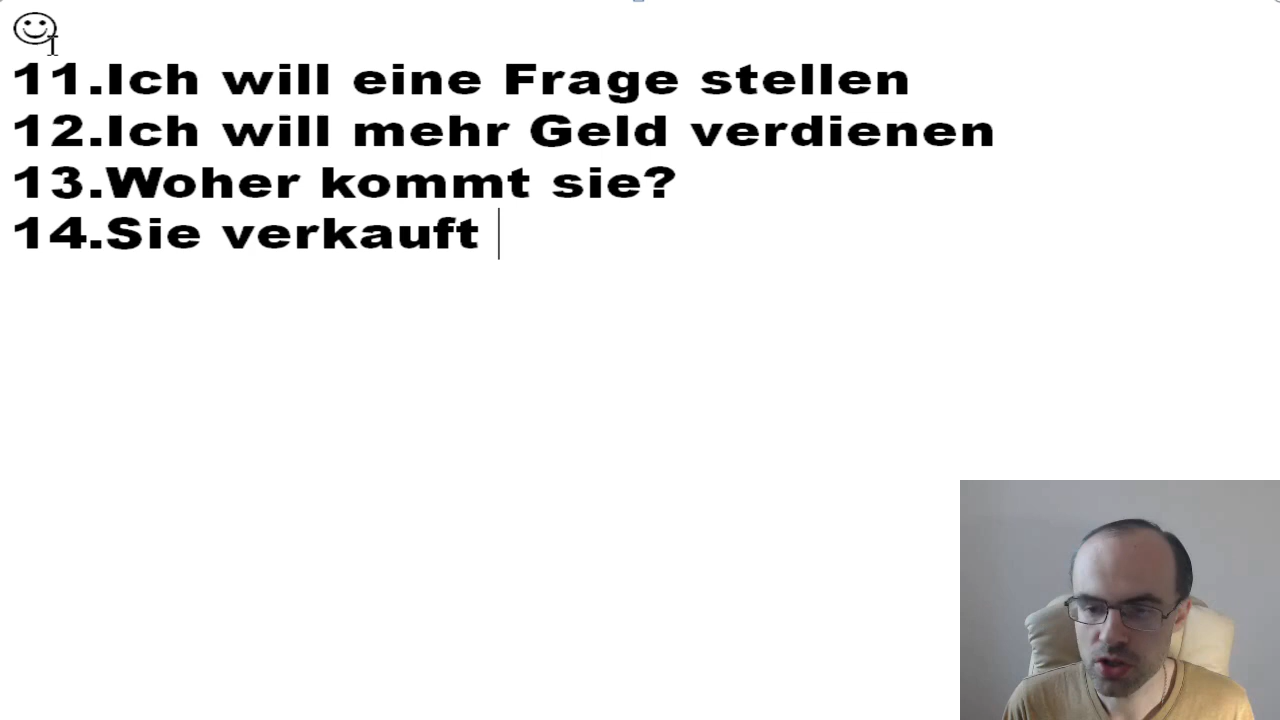 11.Ich will eine Frage stellen
12.Ich will mehr Geld verdienen
13.Woher kommt sie?
14.Sie verkauft